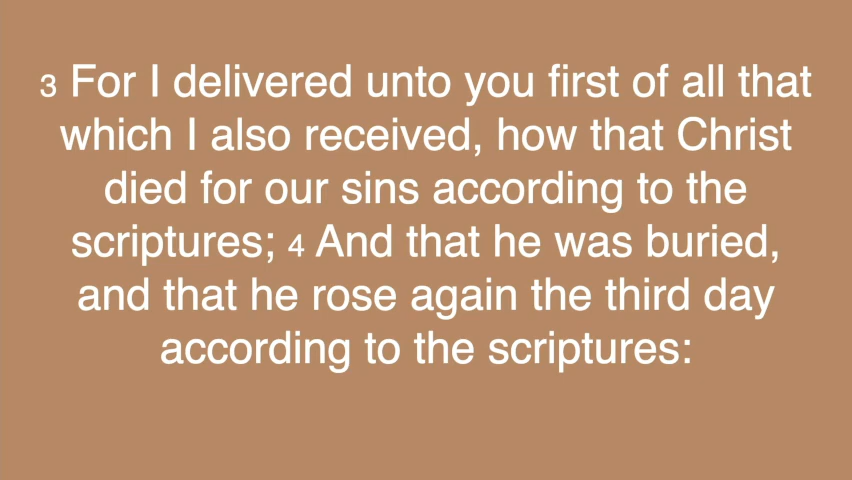 3 For I delivered unto you first of all that
which I also received, how that Christ
died for our sins according to the
scriptures; 4 And that he was buried,
and that he rose again the third day
according to the scriptures: